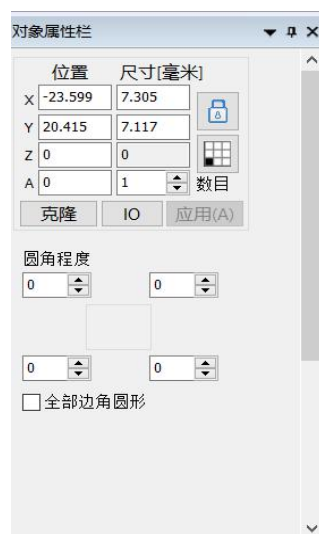 对象属性栏
位置 尺寸[毫米]
X -23.599 7.305
Y 20.415 7.117
Z 0 0
A 0 1 数目
克隆 IO 应用(A)
圆角程度
0 0
0 0
全部边角圆形